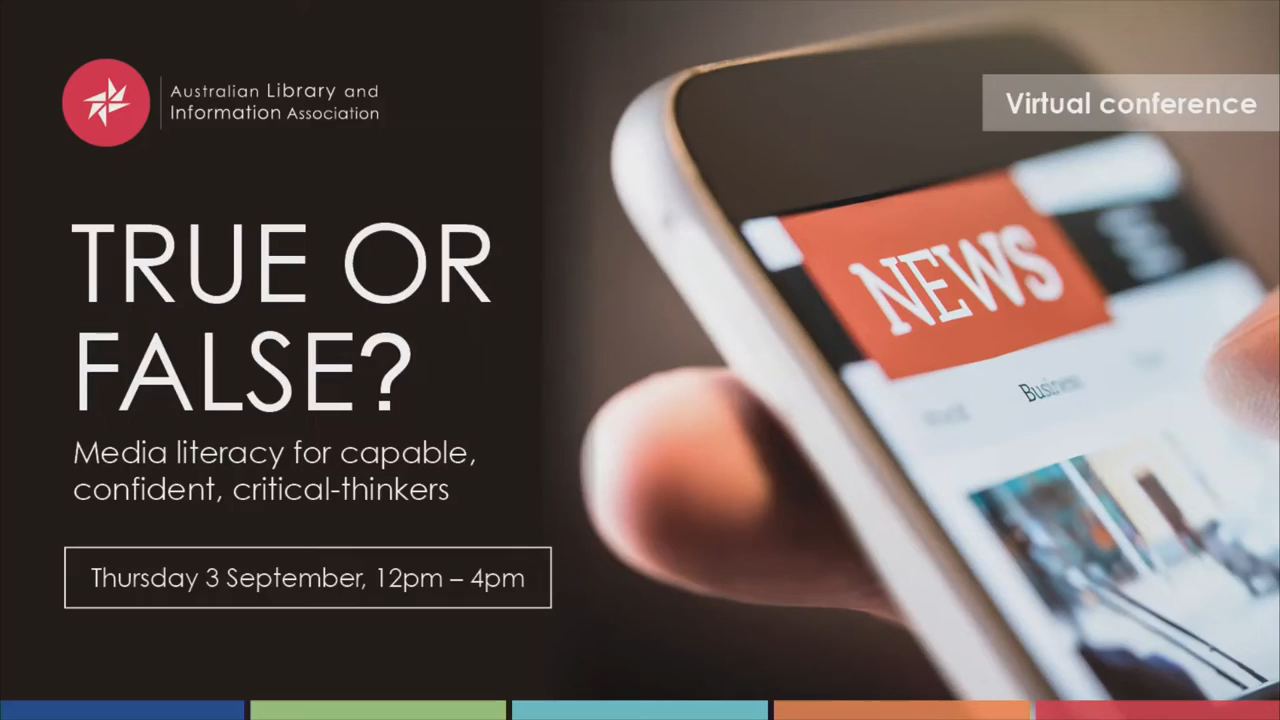 Australian Library and
Information Association
Virtual conference
TRUE OR
FALSE?
Media literacy for capable,
confident, critical-thinkers
Thursday 3 September, 12pm – 4pm
NEWS
Business